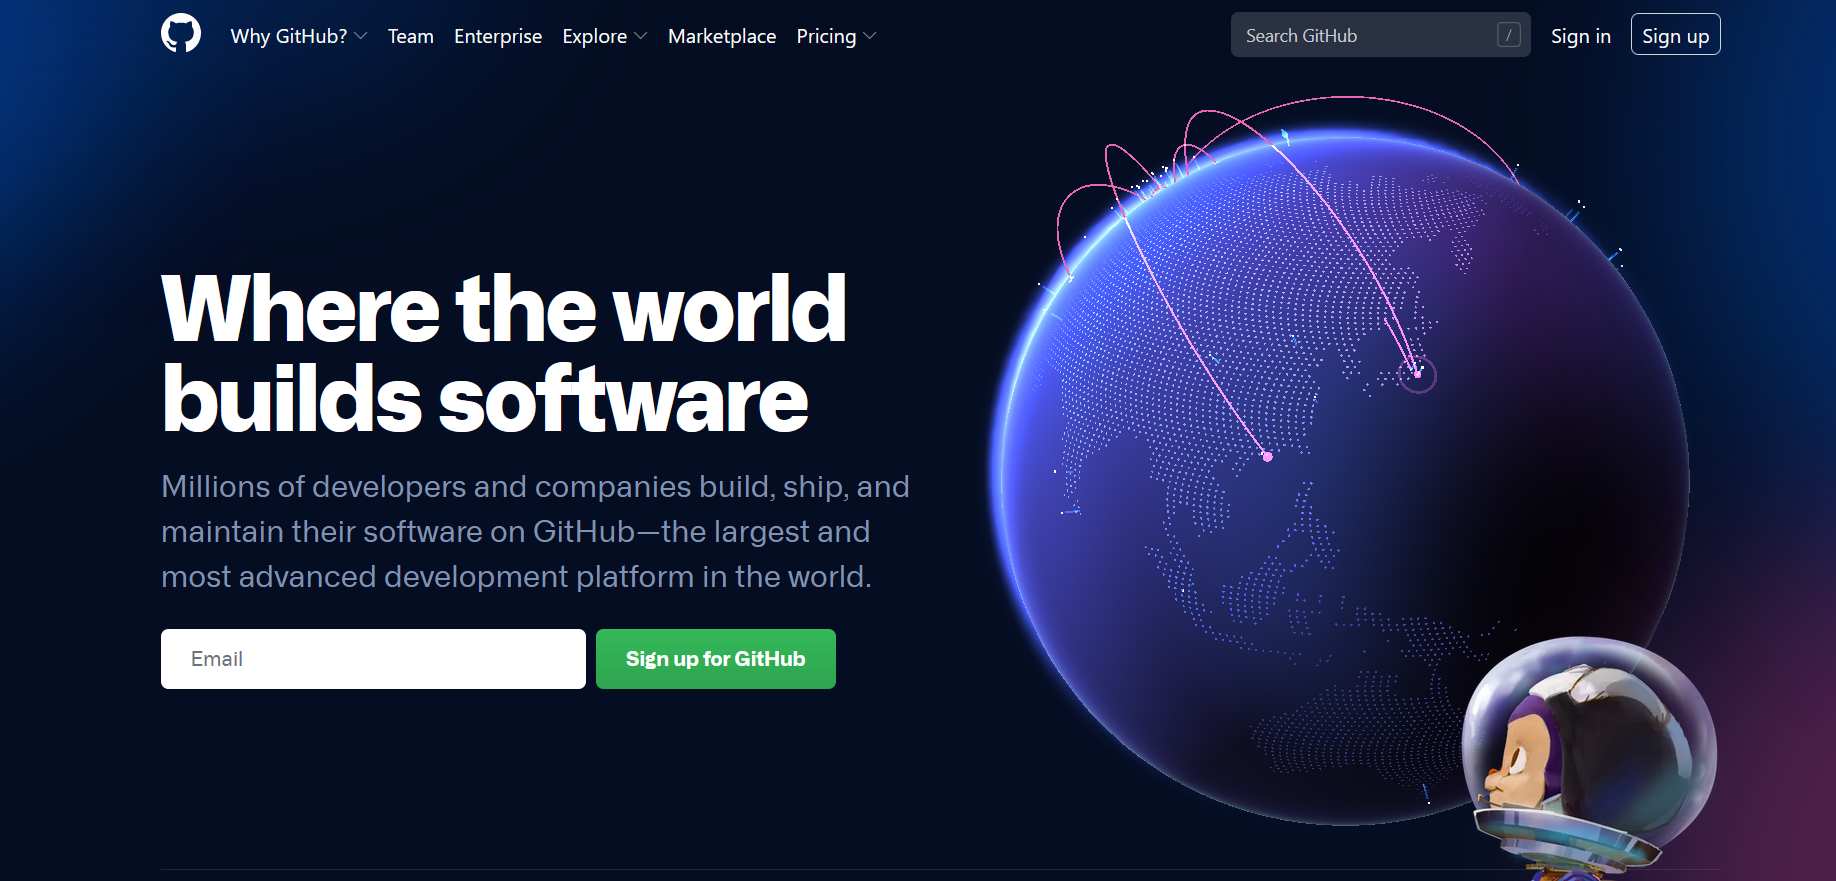 Why GitHub? Team Enterprise Explore Marketplace Pricing Search GitHub / Sign in Sign up
Where the world
builds software
Millions of developers and companies build, ship, and
maintain their software on GitHub—the largest and
most advanced development platform in the world.
Email Sign up for GitHub